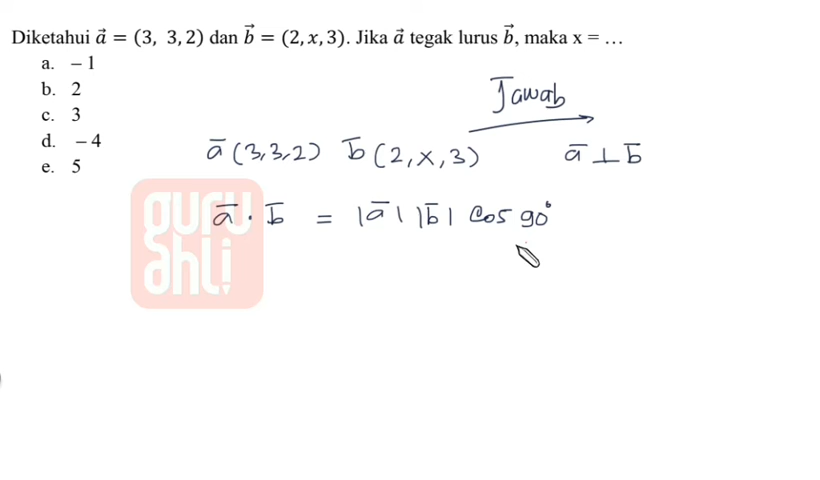 Diketahui a⃗ = (3, 3, 2) dan b⃗ = (2, x, 3). Jika a⃗ tegak lurus b⃗, maka x = …
a. – 1
b. 2
c. 3
d. – 4
e. 5
Jawab
a̅ (3,3,2) b̅ (2,x,3) a̅ ⊥ b̅
a̅ . b̅ = |a̅| |b̅| Cos 90°
guru
ahli